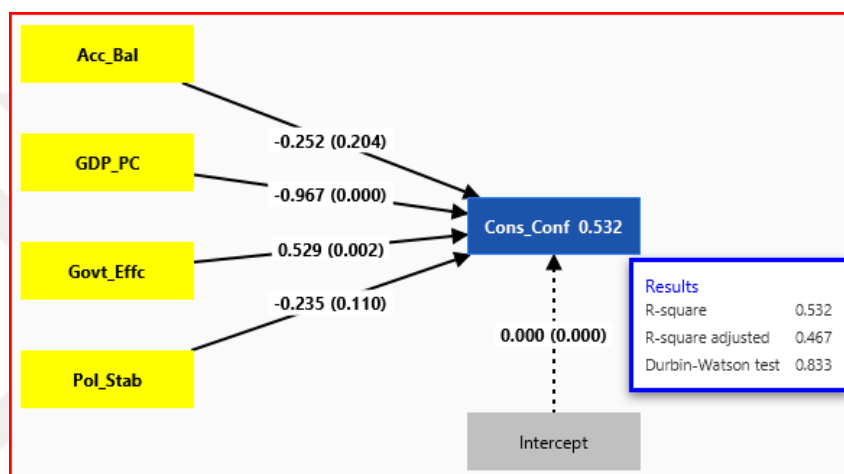 Acc_Bal
-0.252 (0.204)
GDP_PC
-0.967 (0.000)
Cons_Conf 0.532
Govt_Effc
0.529 (0.002)
-0.235 (0.110)
Pol_Stab
0.000 (0.000)
Intercept
Results
R-square 0.532
R-square adjusted 0.467
Durbin-Watson test 0.833